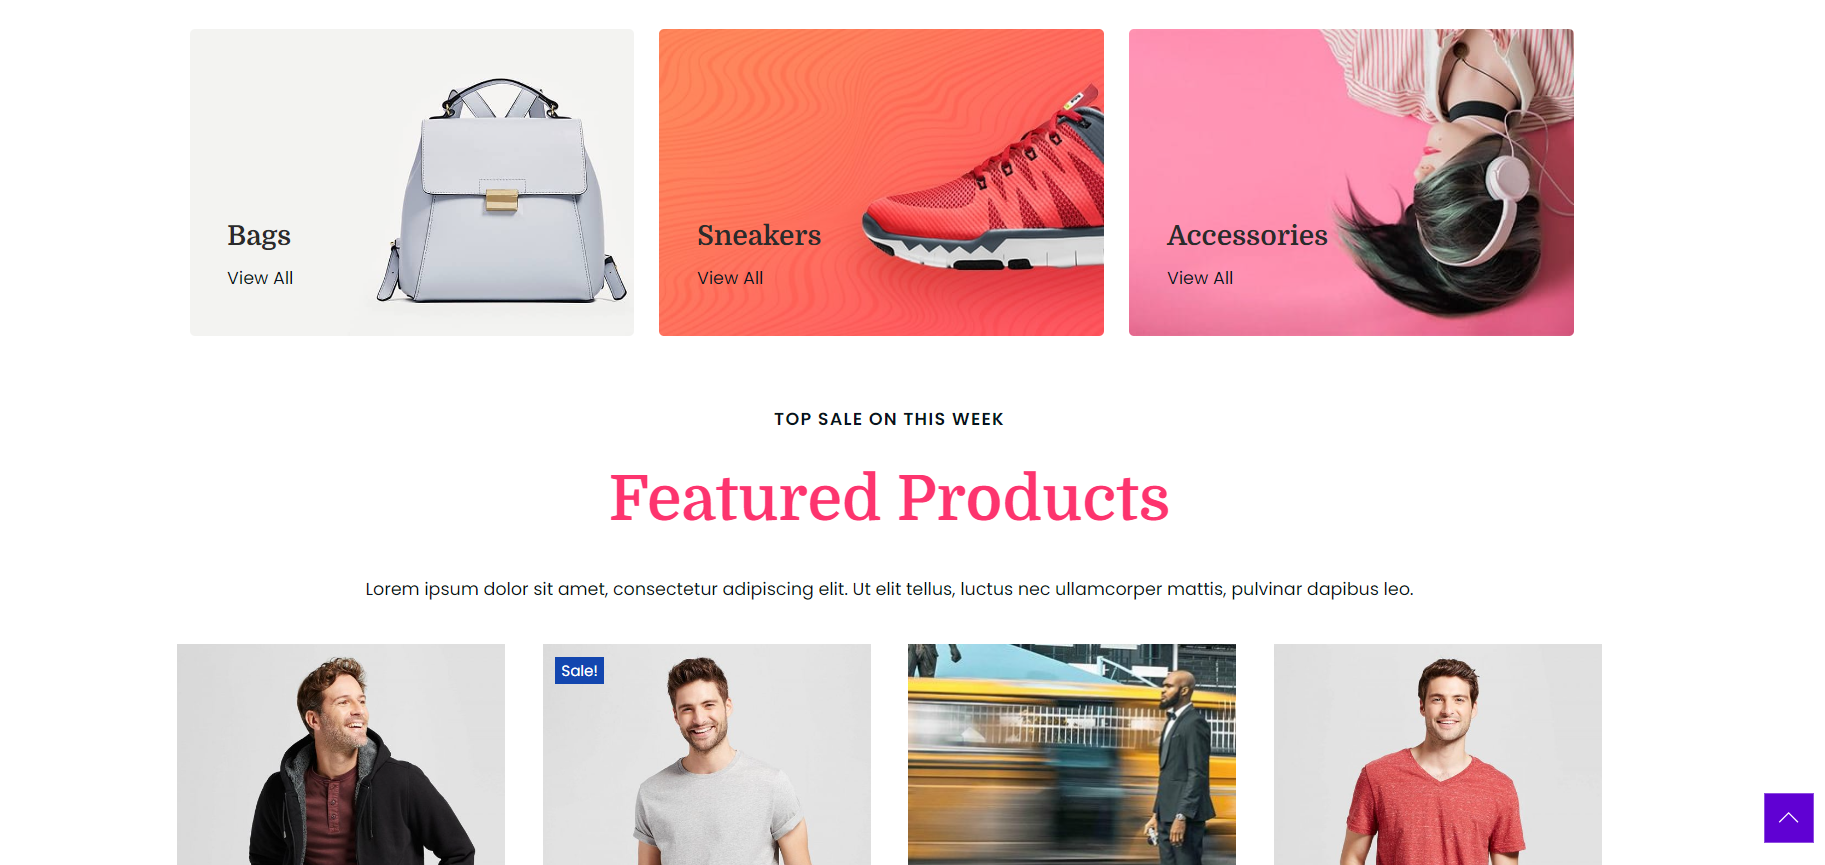 Bags
View All
Sneakers
View All
Accessories
View All
TOP SALE ON THIS WEEK
Featured Products
Lorem ipsum dolor sit amet, consectetur adipiscing elit. Ut elit tellus, luctus nec ullamcorper mattis, pulvinar dapibus leo.
Sale!